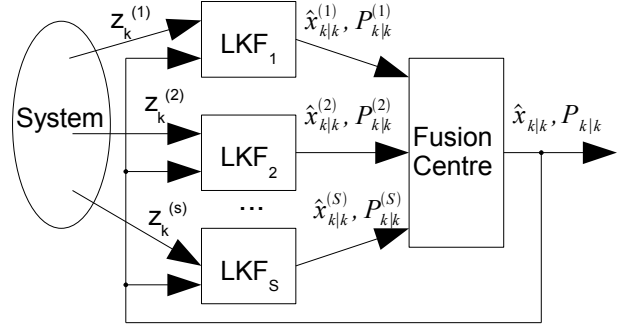 z_k^(1)
LKF_1
x̂_{k|k}^{(1)}, P_{k|k}^{(1)}
System
z_k^(2)
LKF_2
x̂_{k|k}^{(2)}, P_{k|k}^{(2)}
Fusion
Centre
x̂_{k|k}, P_{k|k}
...
z_k^(s)
LKF_S
x̂_{k|k}^{(S)}, P_{k|k}^{(S)}